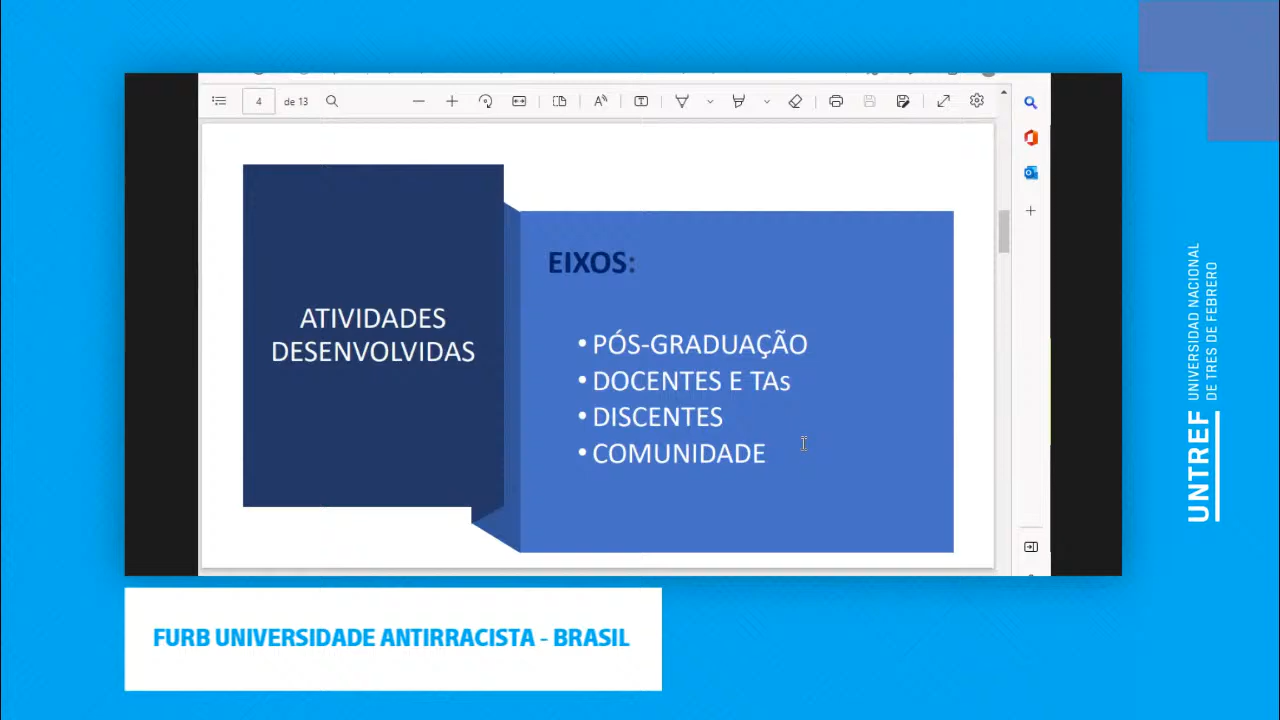 4 de 13
ATIVIDADES
DESENVOLVIDAS
EIXOS:
• PÓS-GRADUAÇÃO
• DOCENTES E TAs
• DISCENTES
• COMUNIDADE
FURB UNIVERSIDADE ANTIRRACISTA - BRASIL
UNTREF
UNIVERSIDAD NACIONAL
DE TRES DE FEBRERO